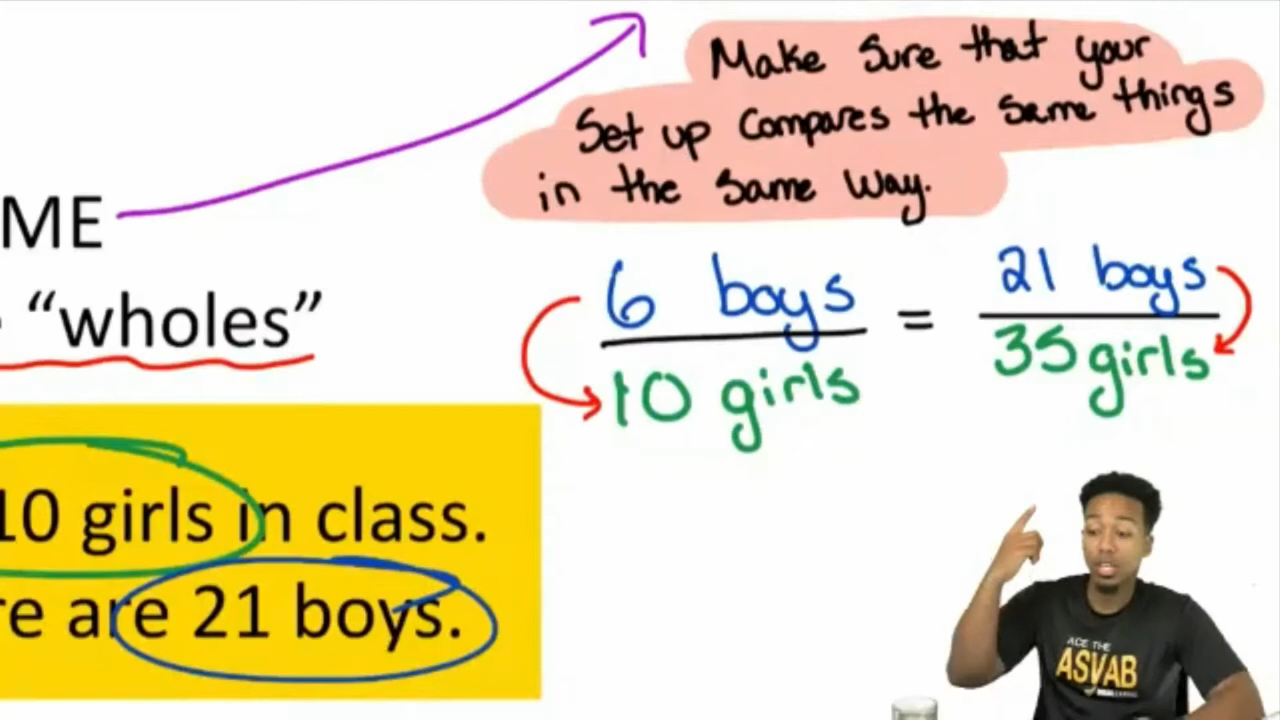 Make Sure that your
Set up Compares the Same things
in the Same Way.
ME
"wholes"
6 boys = 21 boys
10 girls 35 girls
10 girls in class.
re are 21 boys.
ACE THE
ASVAB